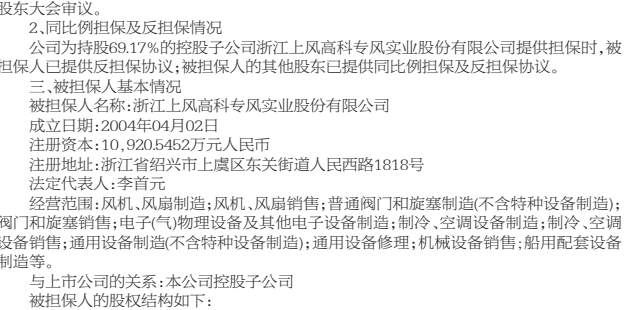 股东大会审议。
2、同比例担保及反担保情况
公司为持股69.17%的控股子公司浙江上风高科专风实业股份有限公司提供担保时,被
担保人已提供反担保协议;被担保人的其他股东已提供同比例担保及反担保协议。
三、被担保人基本情况
被担保人名称:浙江上风高科专风实业股份有限公司
成立日期:2004年04月02日
注册资本:10,920.5452万元人民币
注册地址:浙江省绍兴市上虞区东关街道人民西路1818号
法定代表人:李首元
经营范围:风机、风扇制造;风机、风扇销售;普通阀门和旋塞制造(不含特种设备制造);
阀门和旋塞销售;电子(气)物理设备及其他电子设备制造;制冷、空调设备制造;制冷、空调
设备销售;通用设备制造(不含特种设备制造);通用设备修理;机械设备销售;船用配套设备
制造等。
与上市公司的关系:本公司控股子公司
被担保人的股权结构如下: